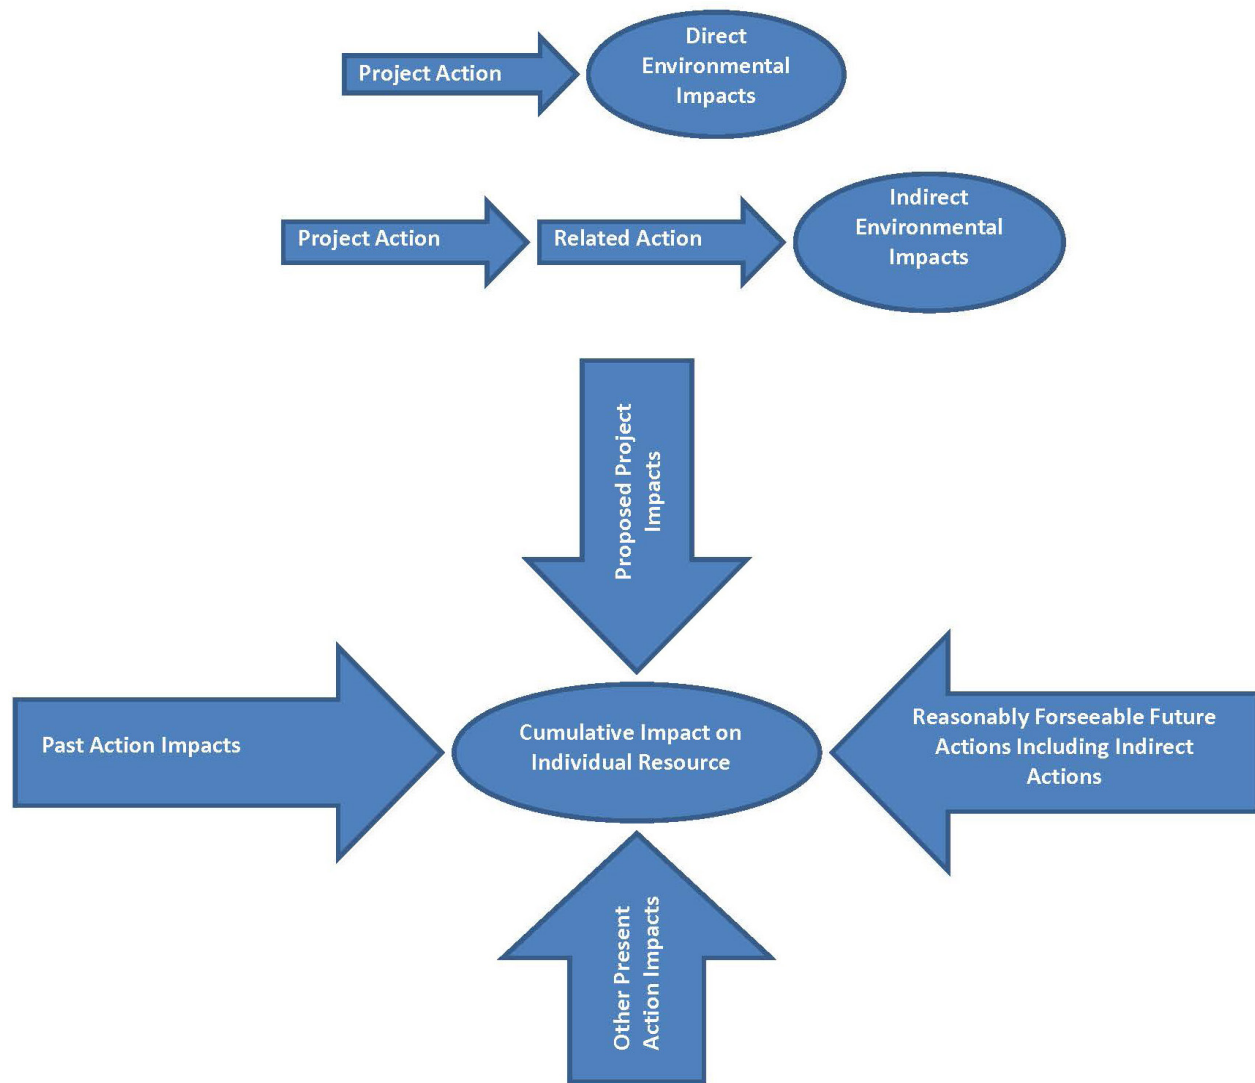 Project Action
Direct
Environmental
Impacts
Project Action
Related Action
Indirect
Environmental
Impacts
Proposed Project
Impacts
Past Action Impacts
Cumulative Impact on
Individual Resource
Reasonably Forseeable Future
Actions Including Indirect
Actions
Other Present
Action Impacts